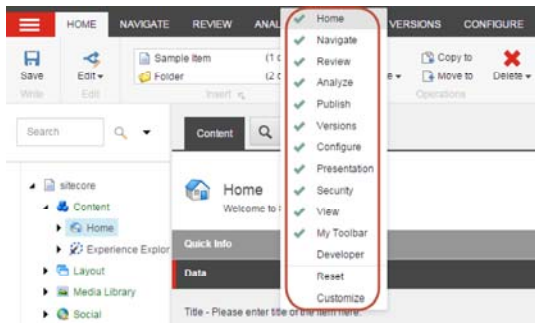 HOME NAVIGATE REVIEW ANAL VERSIONS CONFIGURE
Save
Edit
Sample Item (1
Folder (2
Copy to
Move to
Delete
Write Edit Insert Operations
Home
Navigate
Review
Analyze
Publish
Versions
Configure
Presentation
Security
View
My Toolbar
Developer
Reset
Customize
Search
Content
sitecore
Content
Home
Experience Explor
Layout
Media Library
Social
Home
Welcome to
Quick Info
Data
Title - Please enter title of the item here.